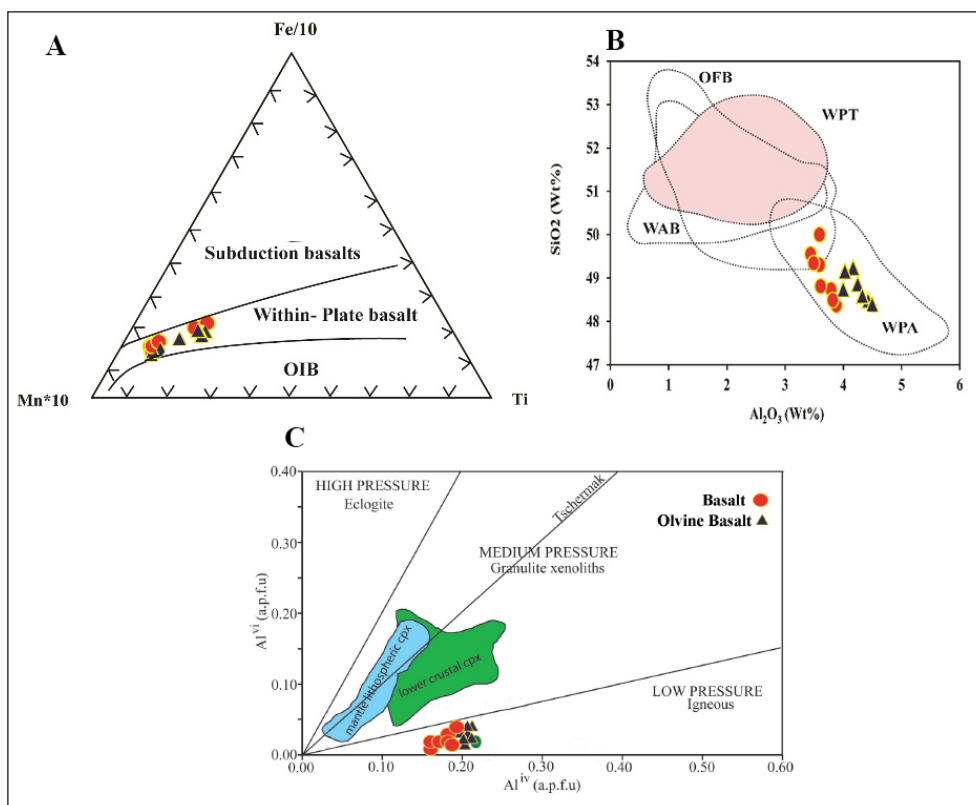 A
Fe/10
Subduction basalts
Within- Plate basalt
OIB
Mn*10
Ti
B
SiO2 (Wt%)
54
53
52
51
50
49
48
47
OFB
WPT
WAB
WPA
0
1
2
3
4
5
6
Al₂O₃ (Wt%)
C
Al^vi (a.p.f.u)
0.40
0.30
0.20
0.10
0.00
HIGH PRESSURE
Eclogite
Tschermak
Basalt
Olvine Basalt
MEDIUM PRESSURE
Granulite xenoliths
mantle lithospheric cpx
lower crustal cpx
LOW PRESSURE
Igneous
0.00
0.10
0.20
0.30
0.40
0.50
0.60
Al^iv (a.p.f.u)